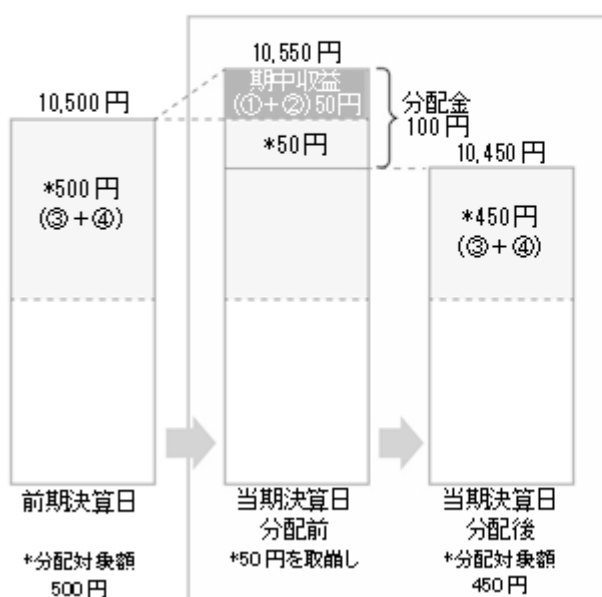 10,500円
*500円
(③+④)
前期決算日
*分配対象額
500円
10,550円
期中収益
(①+②)50円
*50円
分配金
100円
当期決算日
分配前
*50円を取崩し
10,450円
*450円
(③+④)
当期決算日
分配後
*分配対象額
450円